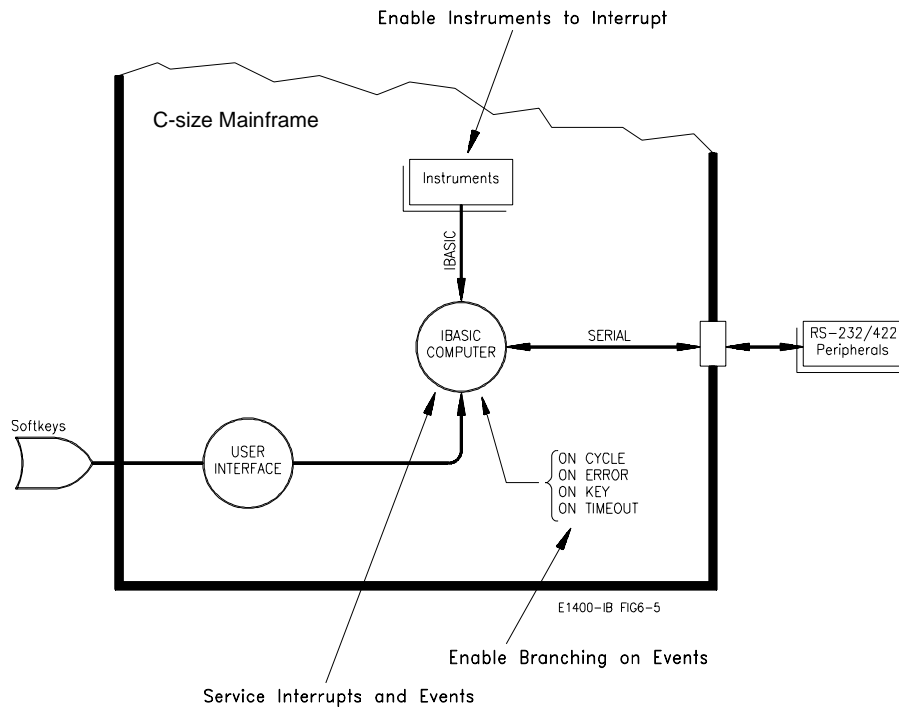 Enable Instruments to Interrupt
C-size Mainframe
Instruments
IBASIC
IBASIC
COMPUTER
SERIAL
RS-232/422
Peripherals
Softkeys
USER
INTERFACE
ON CYCLE
ON ERROR
ON KEY
ON TIMEOUT
E1400-IB FIG6-5
Enable Branching on Events
Service Interrupts and Events